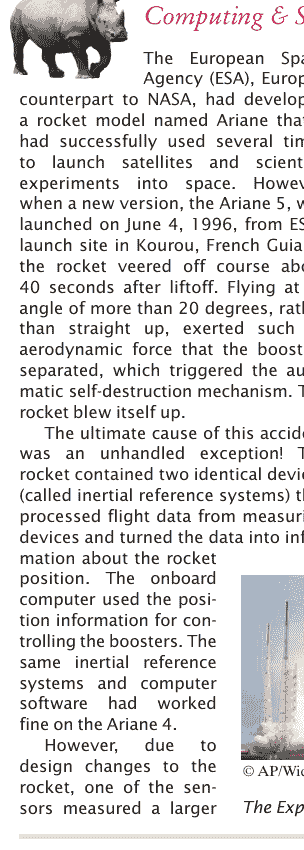 Computing & S
The European Spa
Agency (ESA), Europ
counterpart to NASA, had develop
a rocket model named Ariane that
had successfully used several tim
to launch satellites and scient
experiments into space. Howev
when a new version, the Ariane 5, w
launched on June 4, 1996, from ES
launch site in Kourou, French Guia
the rocket veered off course abo
40 seconds after liftoff. Flying at
angle of more than 20 degrees, rath
than straight up, exerted such
aerodynamic force that the boost
separated, which triggered the au
matic self-destruction mechanism. T
rocket blew itself up.
The ultimate cause of this accide
was an unhandled exception! T
rocket contained two identical devic
(called inertial reference systems) th
processed flight data from measuri
devices and turned the data into inf
mation about the rocket
position. The onboard
computer used the posi-
tion information for con-
trolling the boosters. The
same inertial reference
systems and computer
software had worked
fine on the Ariane 4.
However, due to
design changes to the
rocket, one of the sen-
sors measured a larger
© AP/Wid
The Exp